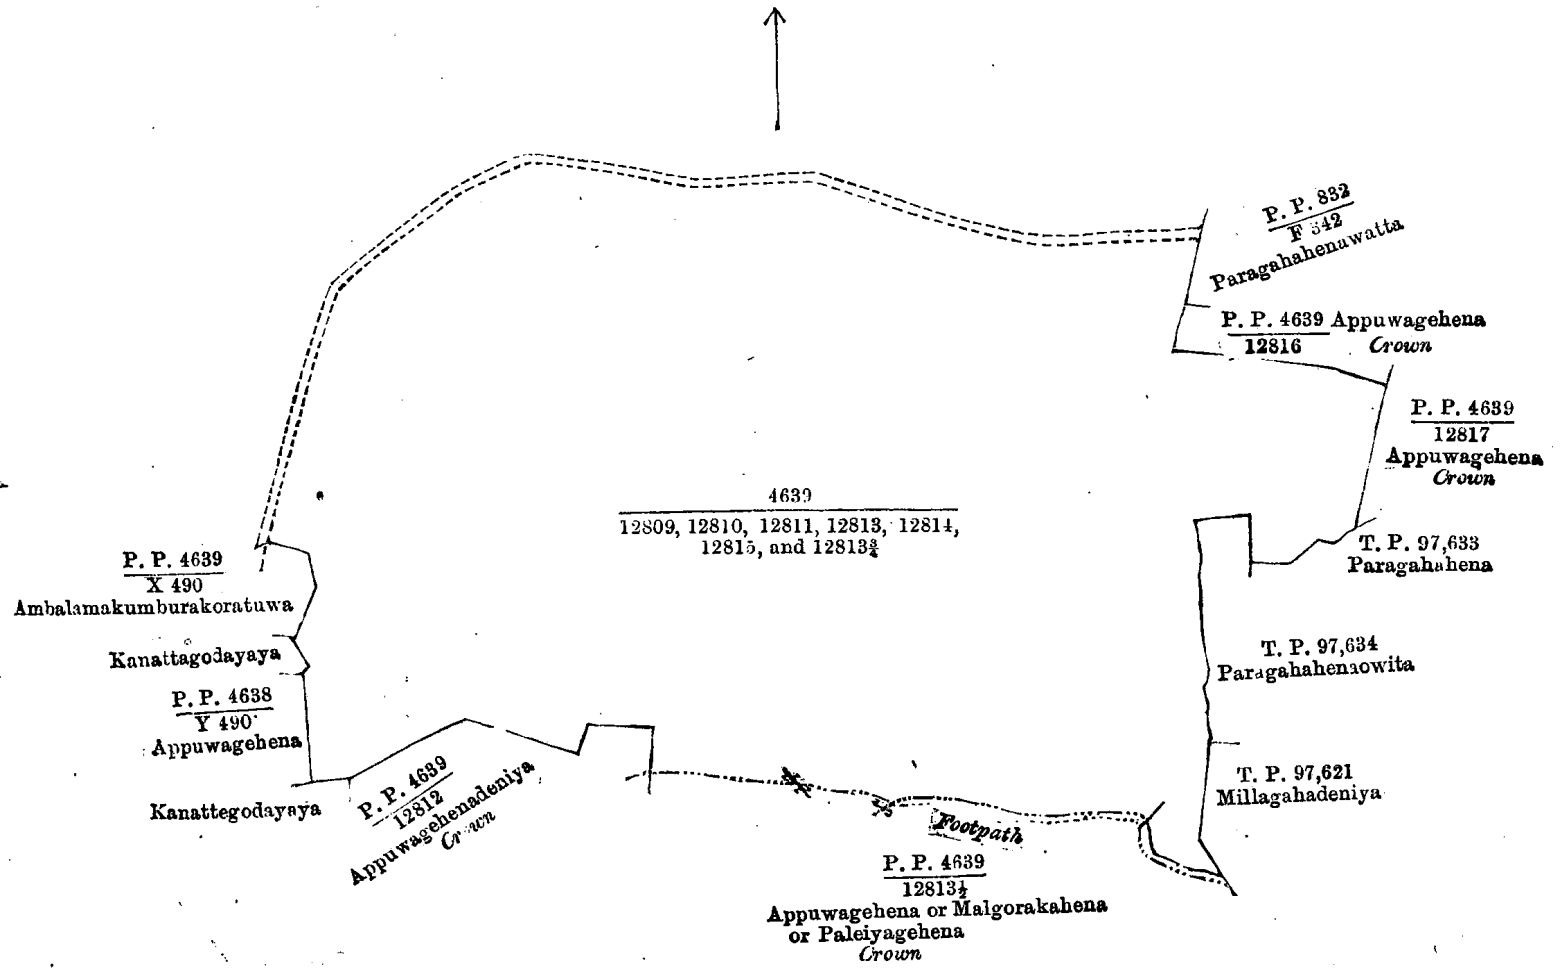 P. P. 832
F 342
Paragahahenawatta
P. P. 4639 Appuwagehena
12816 Crown
P. P. 4639
12817
Appuwagehena
Crown
4639
12809, 12810, 12811, 12813, 12814,
12815, and 12813¾
T. P. 97,633
Paragahahena
P. P. 4639
X 490
Ambalamakumburakoratuwa
Kanattagodayaya
T. P. 97,634
Paragahahenaowita
P. P. 4638
Y 490
Appuwagehena
Kanattegodayaya
P. P. 4639
12812
Appuwagehenadeniya
Crown
T. P. 97,621
Millagahadeniya
Footpath
P. P. 4639
12813½
Appuwagehena or Malgorakahena
or Paleiyagehena
Crown